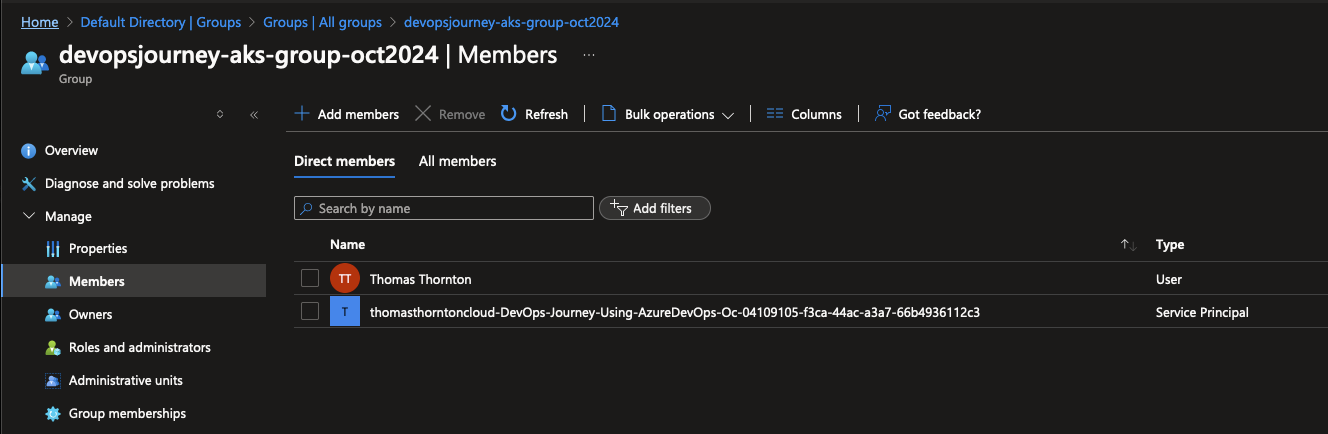 Home > Default Directory | Groups > Groups | All groups > devopsjourney-aks-group-oct2024
devopsjourney-aks-group-oct2024 | Members ...
Group
Add members Remove Refresh Bulk operations Columns Got feedback?
Overview
Diagnose and solve problems
Manage
Properties
Members
Owners
Roles and administrators
Administrative units
Group memberships
Direct members All members
Search by name Add filters
Name Type
TT Thomas Thornton User
T thomasthorntoncloud-DevOps-Journey-Using-AzureDevOps-Oc-04109105-f3ca-44ac-a3a7-66b4936112c3 Service Principal